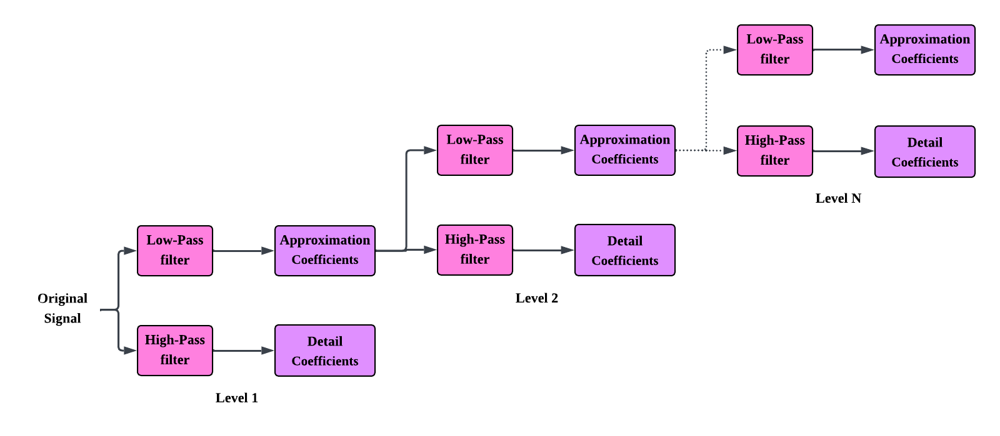 Low-Pass
filter
Approximation
Coefficients
High-Pass
filter
Detail
Coefficients
Level N
Low-Pass
filter
Approximation
Coefficients
High-Pass
filter
Detail
Coefficients
Level 2
Original
Signal
Low-Pass
filter
Approximation
Coefficients
High-Pass
filter
Detail
Coefficients
Level 1